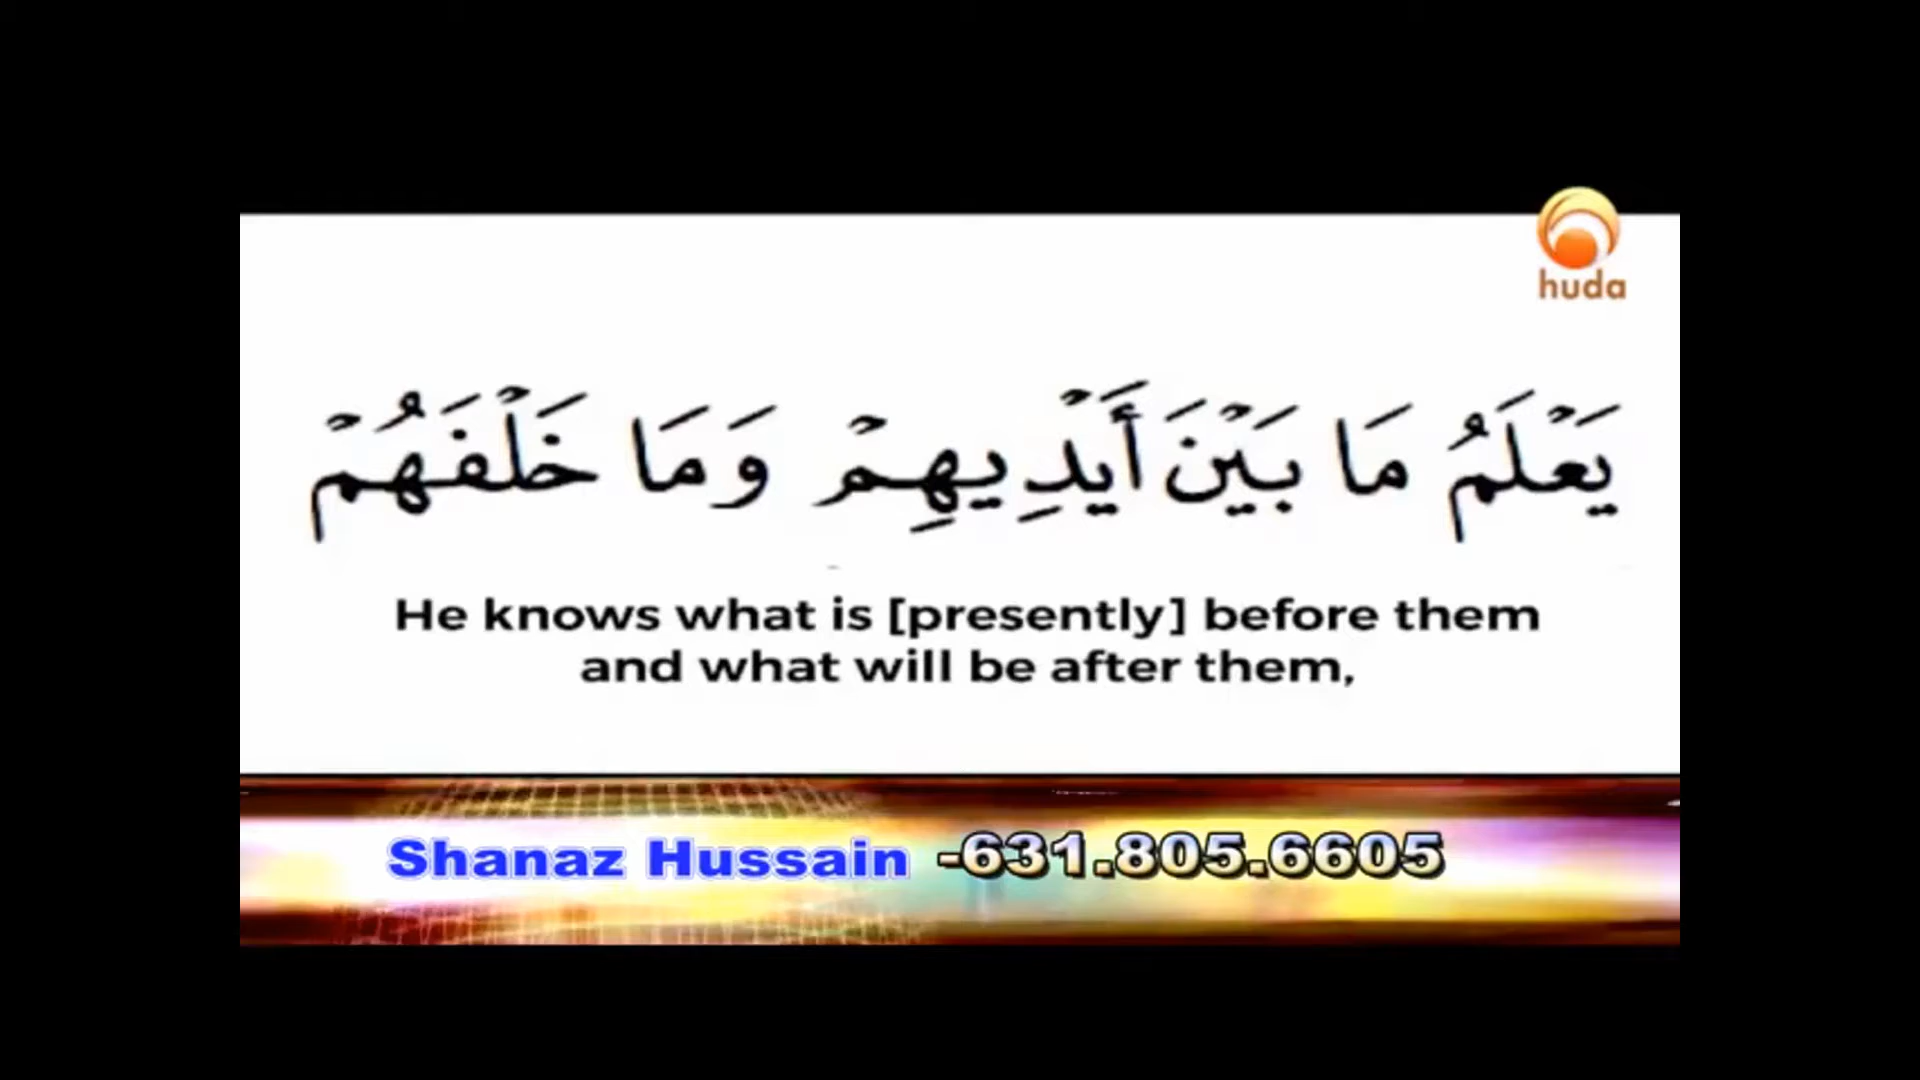 huda
يَعْلَمُ مَا بَيْنَ أَيْدِيهِمْ وَمَا خَلْفَهُمْ
He knows what is [presently] before them
and what will be after them,
Shanaz Hussain -631.805.6605